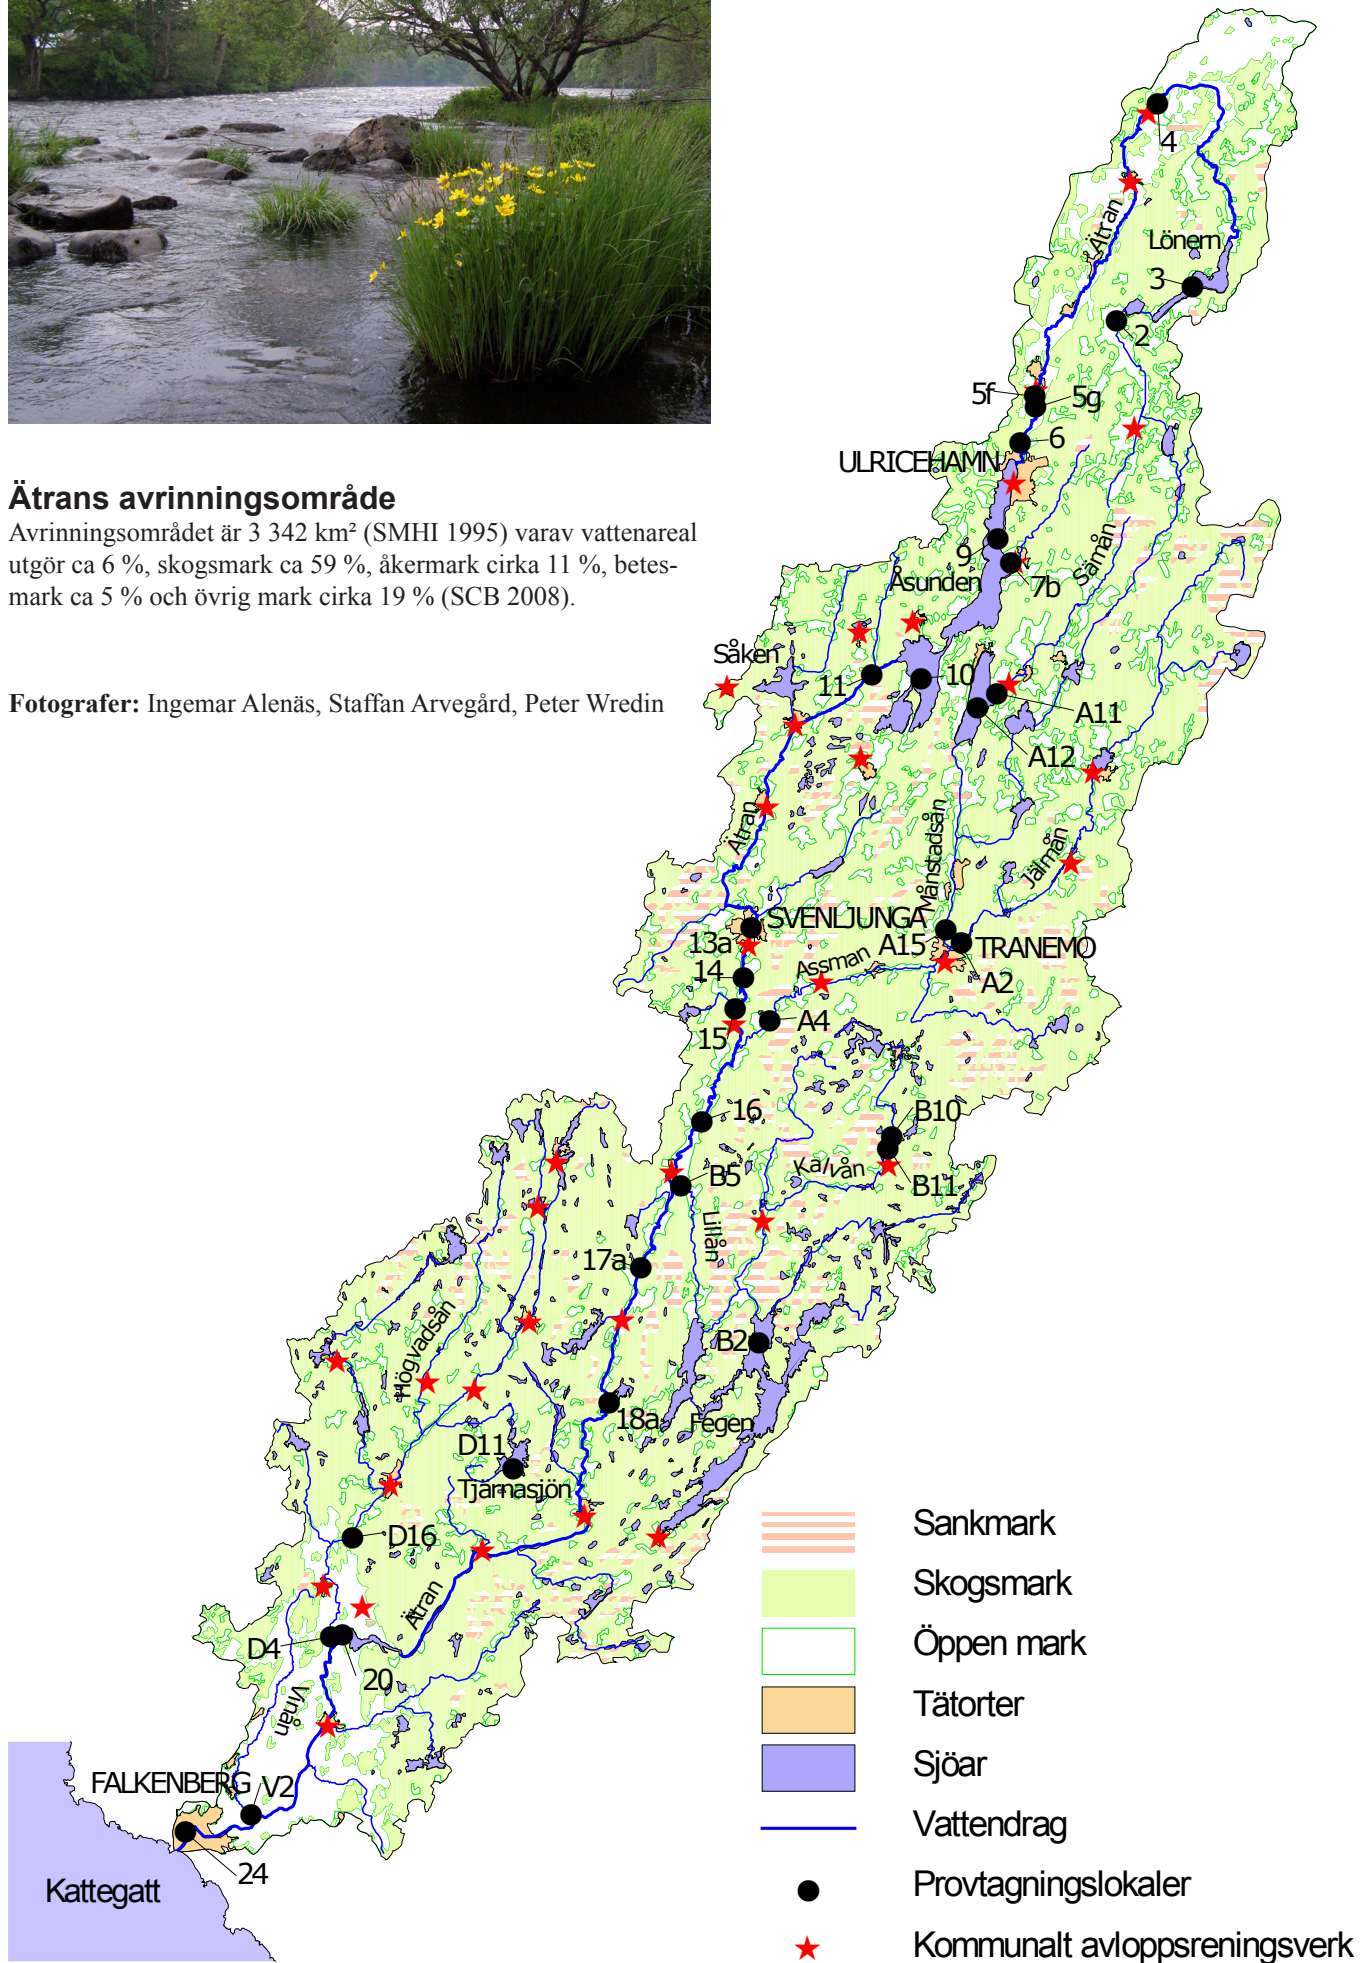 Ätrans avrinningsområde
Avrinningsområdet är 3 342 km² (SMHI 1995) varav vattenareal
utgör ca 6 %, skogsmark ca 59 %, åkermark cirka 11 %, betes-
mark ca 5 % och övrig mark cirka 19 % (SCB 2008).
Fotografer: Ingemar Alenäs, Staffan Arvegård, Peter Wredin
4
Ätran
Lönern
3
2
5f
5g
6
ULRICEHAMN
9
Åsunden
7b
Sämån
Såken
11
10
A11
A12
Ätran
Månstadsån
Jälmån
SVENLJUNGA
13a
A15
TRANEMO
14
Assman
A2
15
A4
16
B10
Kalvån
B5
B11
Lillån
17a
Högvadsån
B2
18a
Fegen
D11
Tjärnasjön
D16
Ätran
D4
20
Vinån
FALKENBERG
V2
24
Kattegatt
Sankmark
Skogsmark
Öppen mark
Tätorter
Sjöar
Vattendrag
Provtagningslokaler
Kommunalt avloppsreningsverk